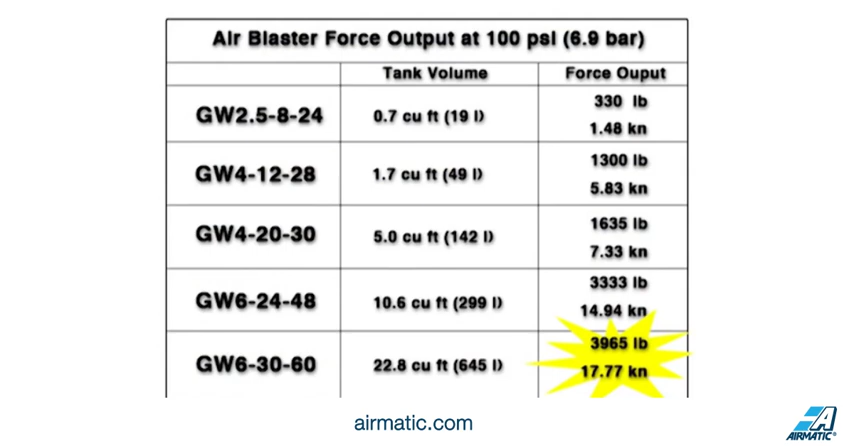 Air Blaster Force Output at 100 psi (6.9 bar)
Tank Volume Force Ouput
GW2.5-8-24 0.7 cu ft (19 l) 330 lb
1.48 kn
GW4-12-28 1.7 cu ft (49 l) 1300 lb
5.83 kn
GW4-20-30 5.0 cu ft (142 l) 1635 lb
7.33 kn
GW6-24-48 10.6 cu ft (299 l) 3333 lb
14.94 kn
GW6-30-60 22.8 cu ft (645 l) 3965 lb
17.77 kn
airmatic.com
AIRMATIC®